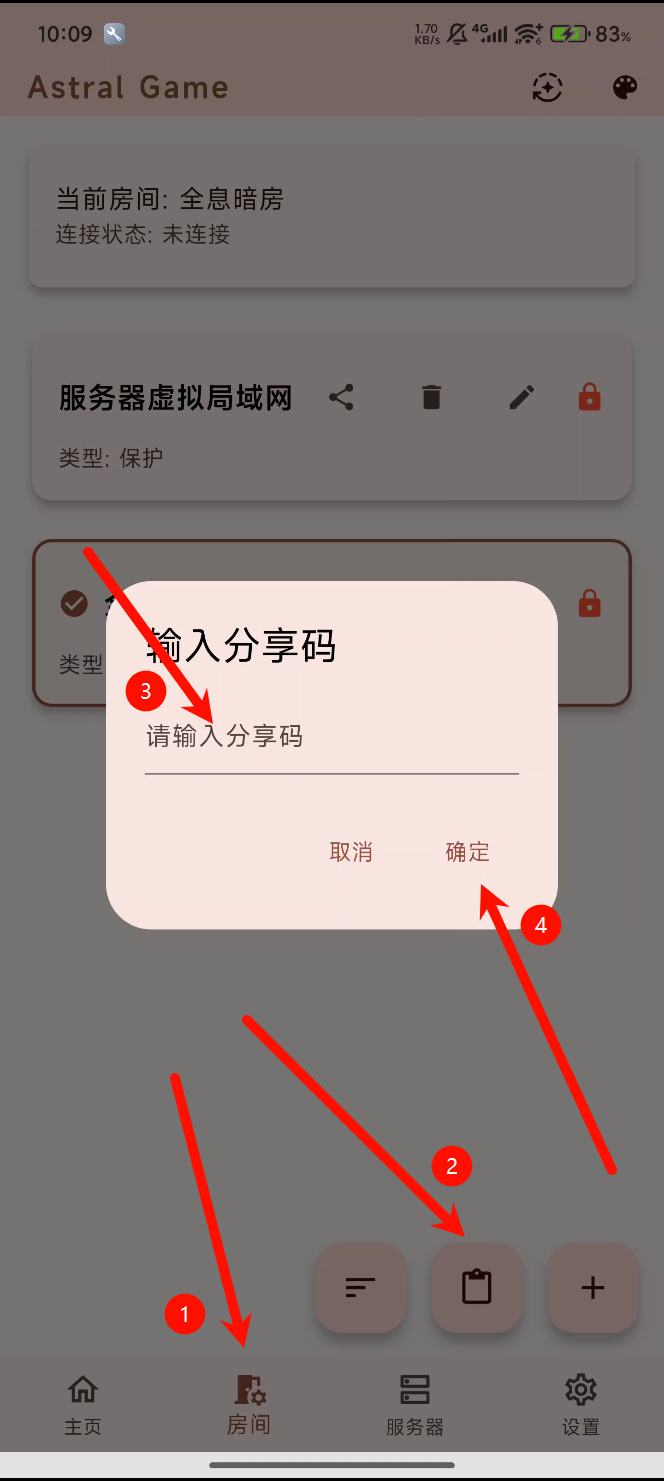 10:09
1.70
KB/s
4G
6
83%
Astral Game
当前房间: 全息暗房
连接状态: 未连接
服务器虚拟局域网
类型: 保护
类型
输入分享码
3
请输入分享码
取消 确定
4
2
1
主页 房间 服务器 设置